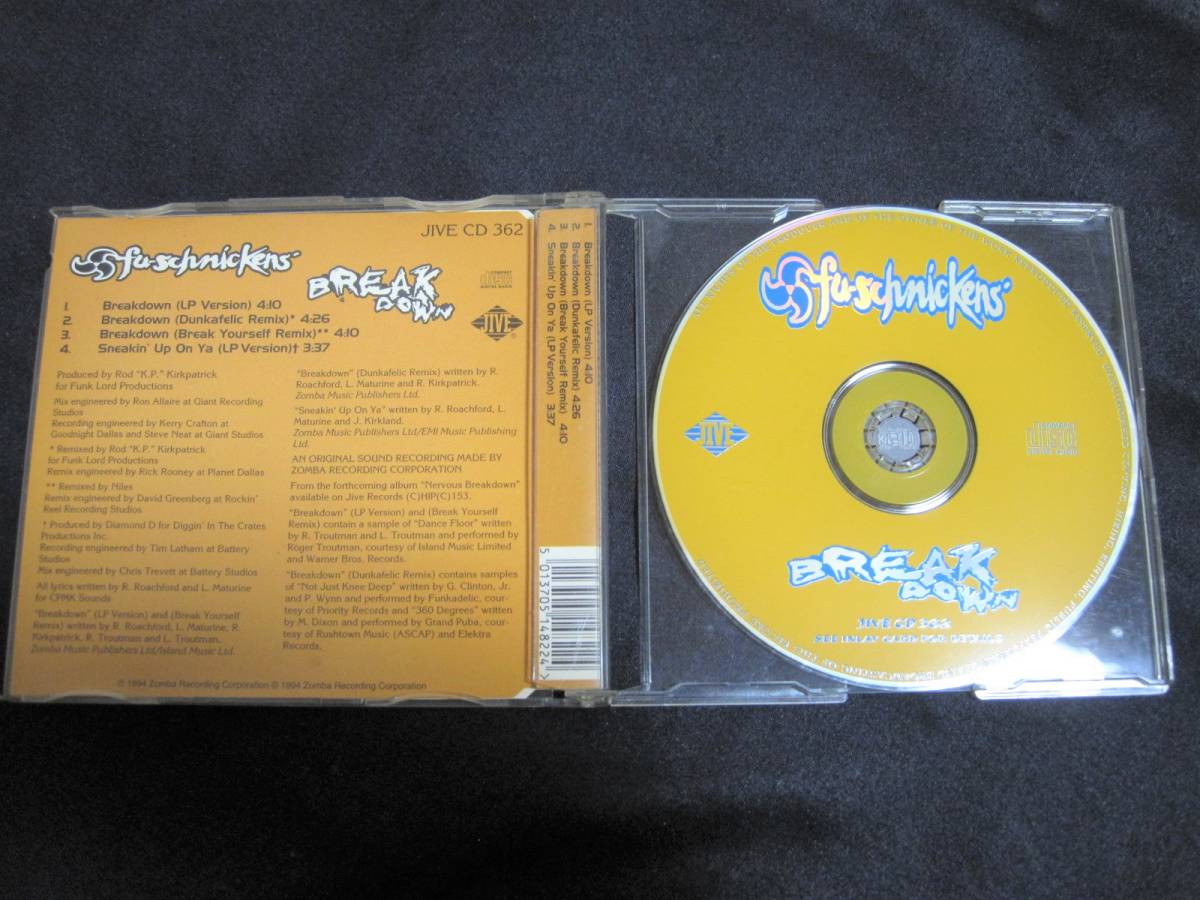 JIVE CD 362
fu-schnickens
BREAK
DOWN
COMPACT
disc
DIGITAL AUDIO
JIVE
1. Breakdown (LP Version) 4:10
2. Breakdown (Dunkafelic Remix)* 4:26
3. Breakdown (Break Yourself Remix)** 4:10
4. Sneakin' Up On Ya (LP Version)† 3:37
Produced by Rod "K.P." Kirkpatrick
for Funk Lord Productions
Mix engineered by Ron Allaire at Giant Recording
Studios
Recording engineered by Kerry Crafton at
Goodnight Dallas and Steve Neat at Giant Studios
* Remixed by Rod "K.P." Kirkpatrick
for Funk Lord Productions
Remix engineered by Rick Rooney at Planet Dallas
** Remixed by Niles
Remix engineered by David Greenberg at Rockin'
Reel Recording Studios
† Produced by Diamond D for Diggin' In The Crates
Productions Inc.
Recording engineered by Tim Latham at Battery
Studios
Mix engineered by Chris Trevett at Battery Studios
All lyrics written by R. Roachford and L. Maturine
for CPMK Sounds
"Breakdown" (LP Version) and (Break Yourself
Remix) written by R. Roachford, L. Maturine, R.
Kirkpatrick, R. Troutman and L. Troutman.
Zomba Music Publishers Ltd./Island Music Ltd.
"Breakdown" (Dunkafelic Remix) written by R.
Roachford, L. Maturine and R. Kirkpatrick.
Zomba Music Publishers Ltd.
"Sneakin' Up On Ya" written by R. Roachford, L.
Maturine and J. Kirkland.
Zomba Music Publishers Ltd/EMI Music Publishing
Ltd.
AN ORIGINAL SOUND RECORDING MADE BY
ZOMBA RECORDING CORPORATION
From the forthcoming album "Nervous Breakdown"
available on Jive Records (C)HIP(C)153.
"Breakdown" (LP Version) and (Break Yourself
Remix) contain a sample of "Dance Floor" written
by R. Troutman and L. Troutman and performed by
Roger Troutman, courtesy of Island Music Limited
and Warner Bros. Records.
"Breakdown" (Dunkafelic Remix) contains samples
of "Not Just Knee Deep" written by G. Clinton, Jr.
and P. Wynn and performed by Funkadelic, cour-
tesy of Priority Records and "360 Degrees" written
by M. Dixon and performed by Grand Puba, cour-
tesy of Rushtown Music (ASCAP) and Elektra
Records.
℗ 1994 Zomba Recording Corporation © 1994 Zomba Recording Corporation
1. Breakdown (LP Version) 4:10
2. Breakdown (Dunkafelic Remix) 4:26
3. Breakdown (Break Yourself Remix) 4:10
4. Sneakin' Up On Ya (LP Version) 3:37
5 013705 148224
fu-schnickens
JIVE
COMPACT
disc
DIGITAL AUDIO
BREAK
DOWN
JIVE CD 362
SEE INLAY CARD FOR DETAILS